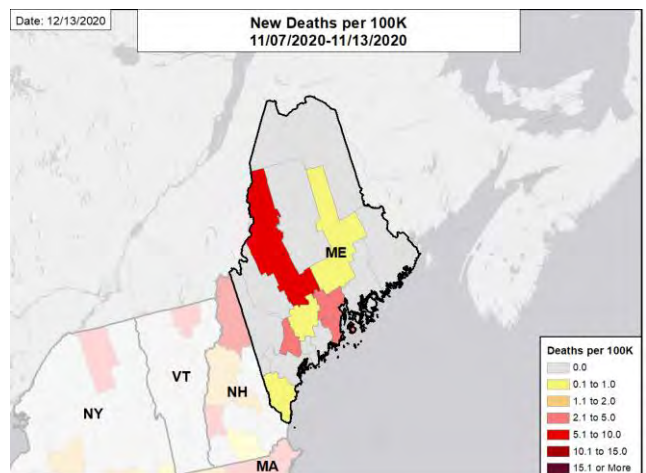 Date: 12/13/2020
New Deaths per 100K
11/07/2020-11/13/2020
ME
VT
NH
NY
MA
Deaths per 100K
0.0
0.1 to 1.0
1.1 to 2.0
2.1 to 5.0
5.1 to 10.0
10.1 to 15.0
15.1 or More